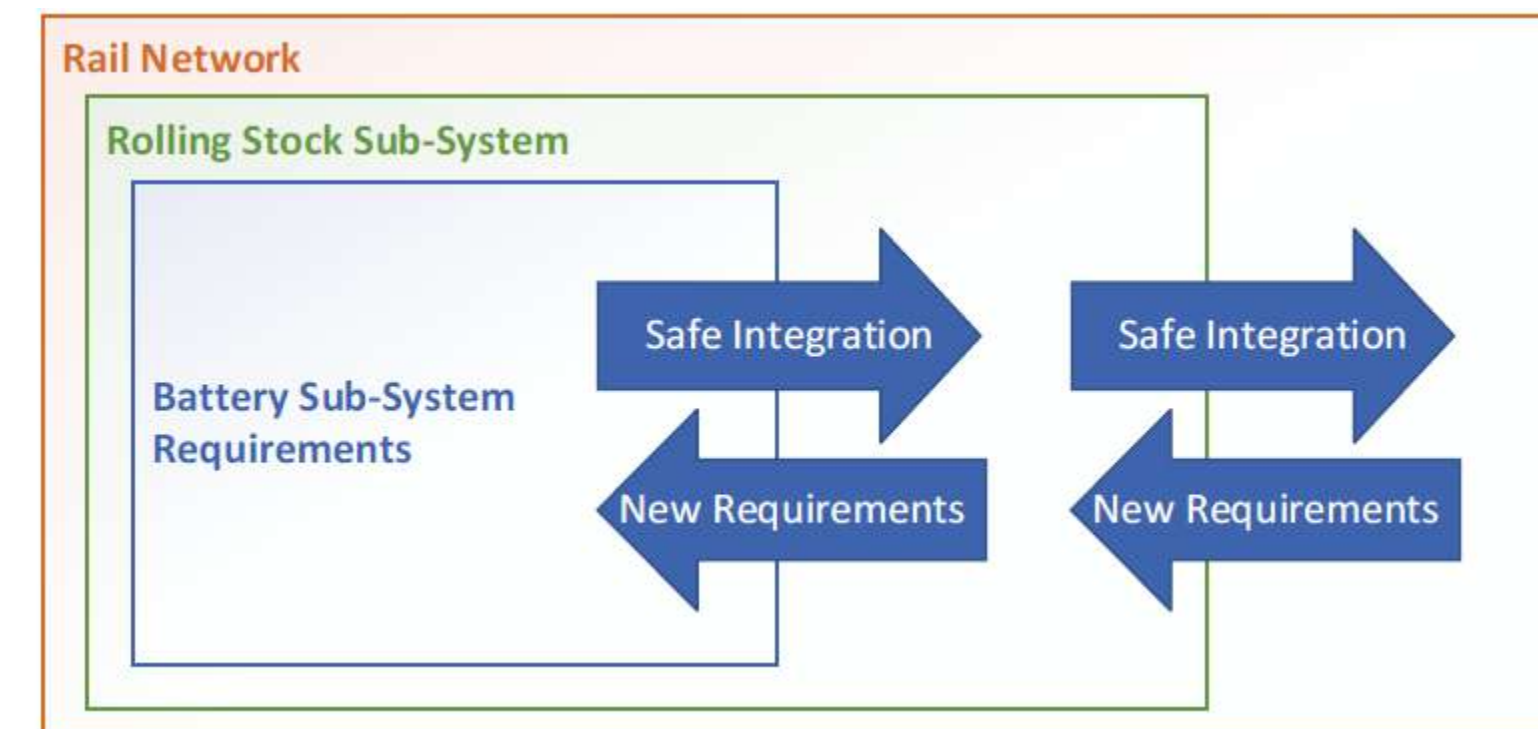 Rail Network
Rolling Stock Sub-System
Safe Integration
Safe Integration
Battery Sub-System
Requirements
New Requirements
New Requirements